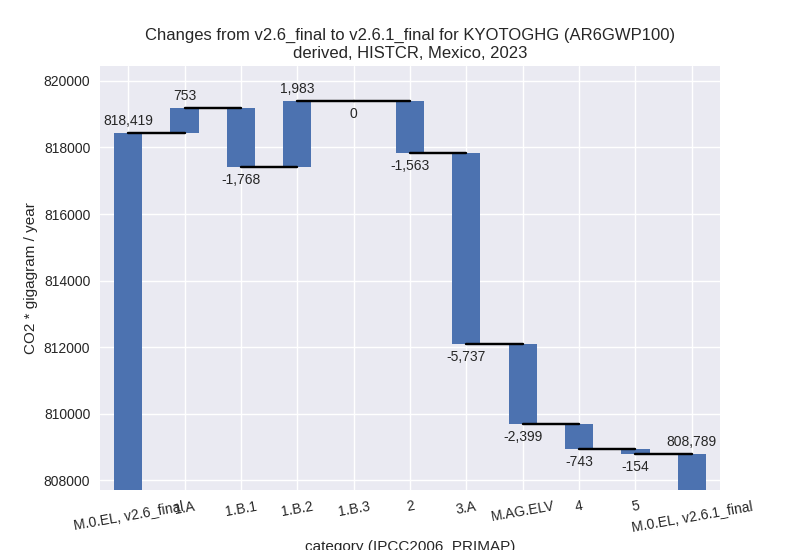 Changes from v2.6_final to v2.6.1_final for KYOTOGHG (AR6GWP100)
derived, HISTCR, Mexico, 2023
CO2 * gigagram / year
820000
818000
816000
814000
812000
810000
808000
818,419
753
-1,768
1,983
0
-1,563
-5,737
-2,399
-743
-154
808,789
M.0.EL, v2.6_final
1.A
1.B.1
1.B.2
1.B.3
2
3.A
M.AG.ELV
4
5
M.0.EL, v2.6.1_final
category (IPCC2006_PRIMAP)